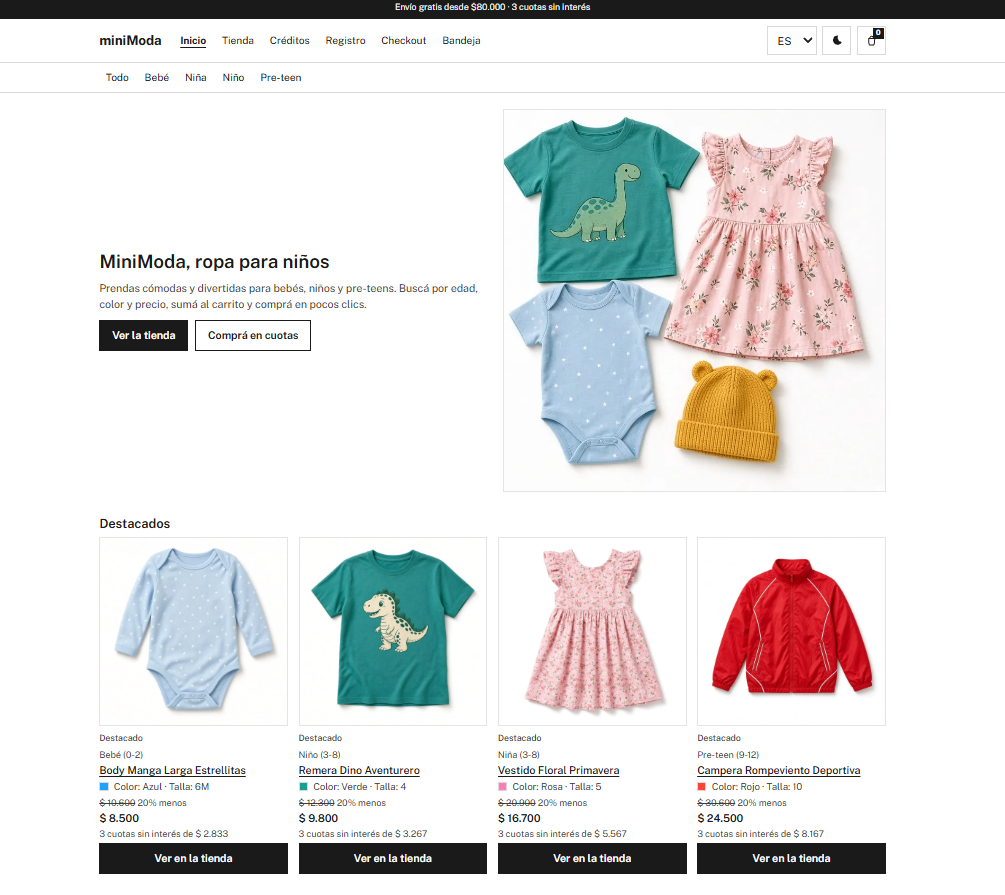 Envío gratis desde $80.000 · 3 cuotas sin interés
miniModa Inicio Tienda Créditos Registro Checkout Bandeja ES 0
Todo Bebé Niña Niño Pre-teen
MiniModa, ropa para niños
Prendas cómodas y divertidas para bebés, niños y pre-teens. Buscá por edad,
color y precio, sumá al carrito y comprá en pocos clics.
Ver la tienda Comprá en cuotas
Destacados
Destacado
Bebé (0-2)
Body Manga Larga Estrellitas
Color: Azul · Talla: 6M
$ 10.600 20% menos
$ 8.500
3 cuotas sin interés de $ 2.833
Ver en la tienda
Destacado
Niño (3-8)
Remera Dino Aventurero
Color: Verde · Talla: 4
$ 12.300 20% menos
$ 9.800
3 cuotas sin interés de $ 3.267
Ver en la tienda
Destacado
Niña (3-8)
Vestido Floral Primavera
Color: Rosa · Talla: 5
$ 20.900 20% menos
$ 16.700
3 cuotas sin interés de $ 5.567
Ver en la tienda
Destacado
Pre-teen (9-12)
Campera Rompeviento Deportiva
Color: Rojo · Talla: 10
$ 30.600 20% menos
$ 24.500
3 cuotas sin interés de $ 8.167
Ver en la tienda